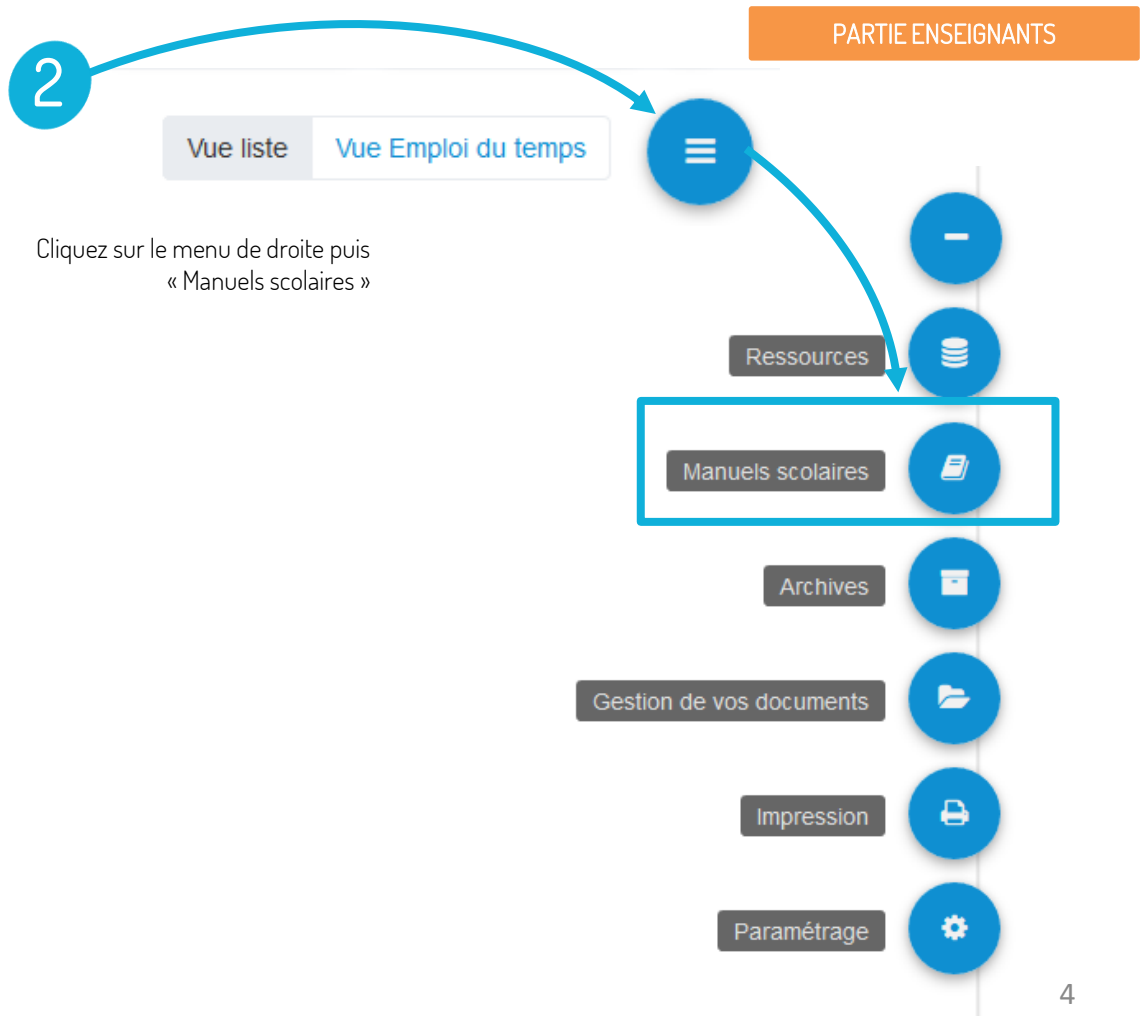 PARTIE ENSEIGNANTS
2
Vue liste
Vue Emploi du temps
Cliquez sur le menu de droite puis
« Manuels scolaires »
Ressources
Manuels scolaires
Archives
Gestion de vos documents
Impression
Paramétrage
4